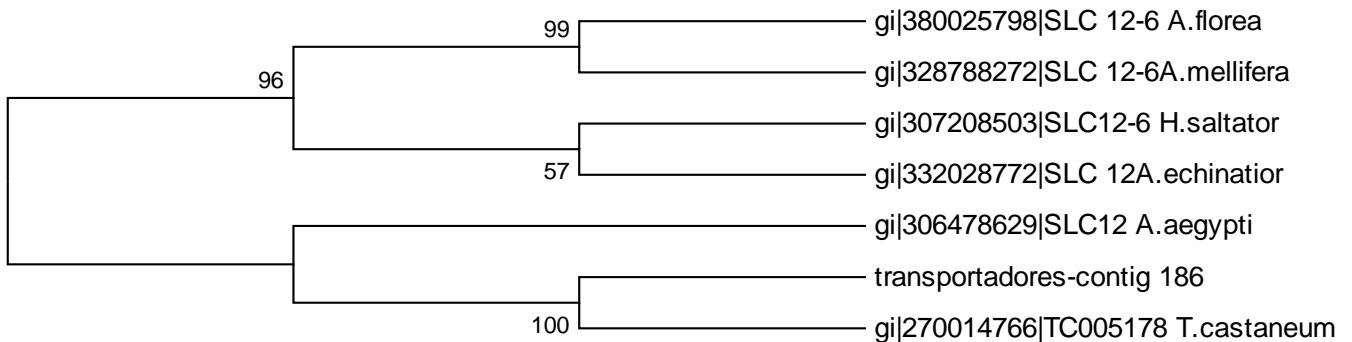 gi|380025798|SLC 12-6 A.florea
99
gi|328788272|SLC 12-6A.mellifera
96
gi|307208503|SLC12-6 H.saltator
57
gi|332028772|SLC 12A.echinatior
gi|306478629|SLC12 A.aegypti
transportadores-contig 186
100
gi|270014766|TC005178 T.castaneum